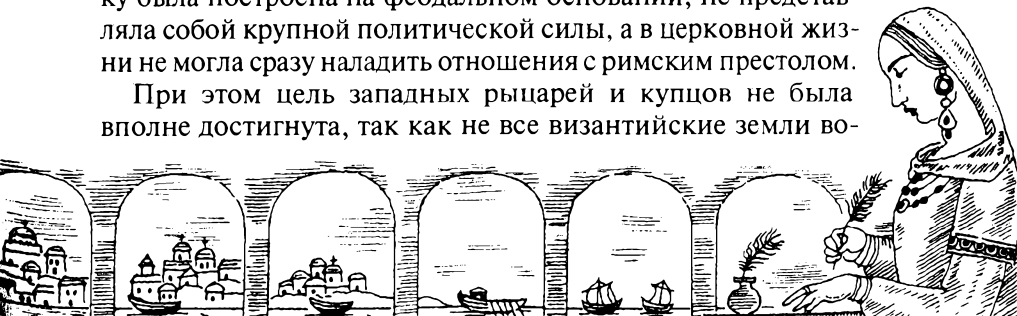 ку была построена на феодальном основании, не представ-
ляла собой крупной политической силы, а в церковной жиз-
ни не могла сразу наладить отношения с римским престолом.
При этом цель западных рыцарей и купцов не была
вполне достигнута, так как не все византийские земли во-